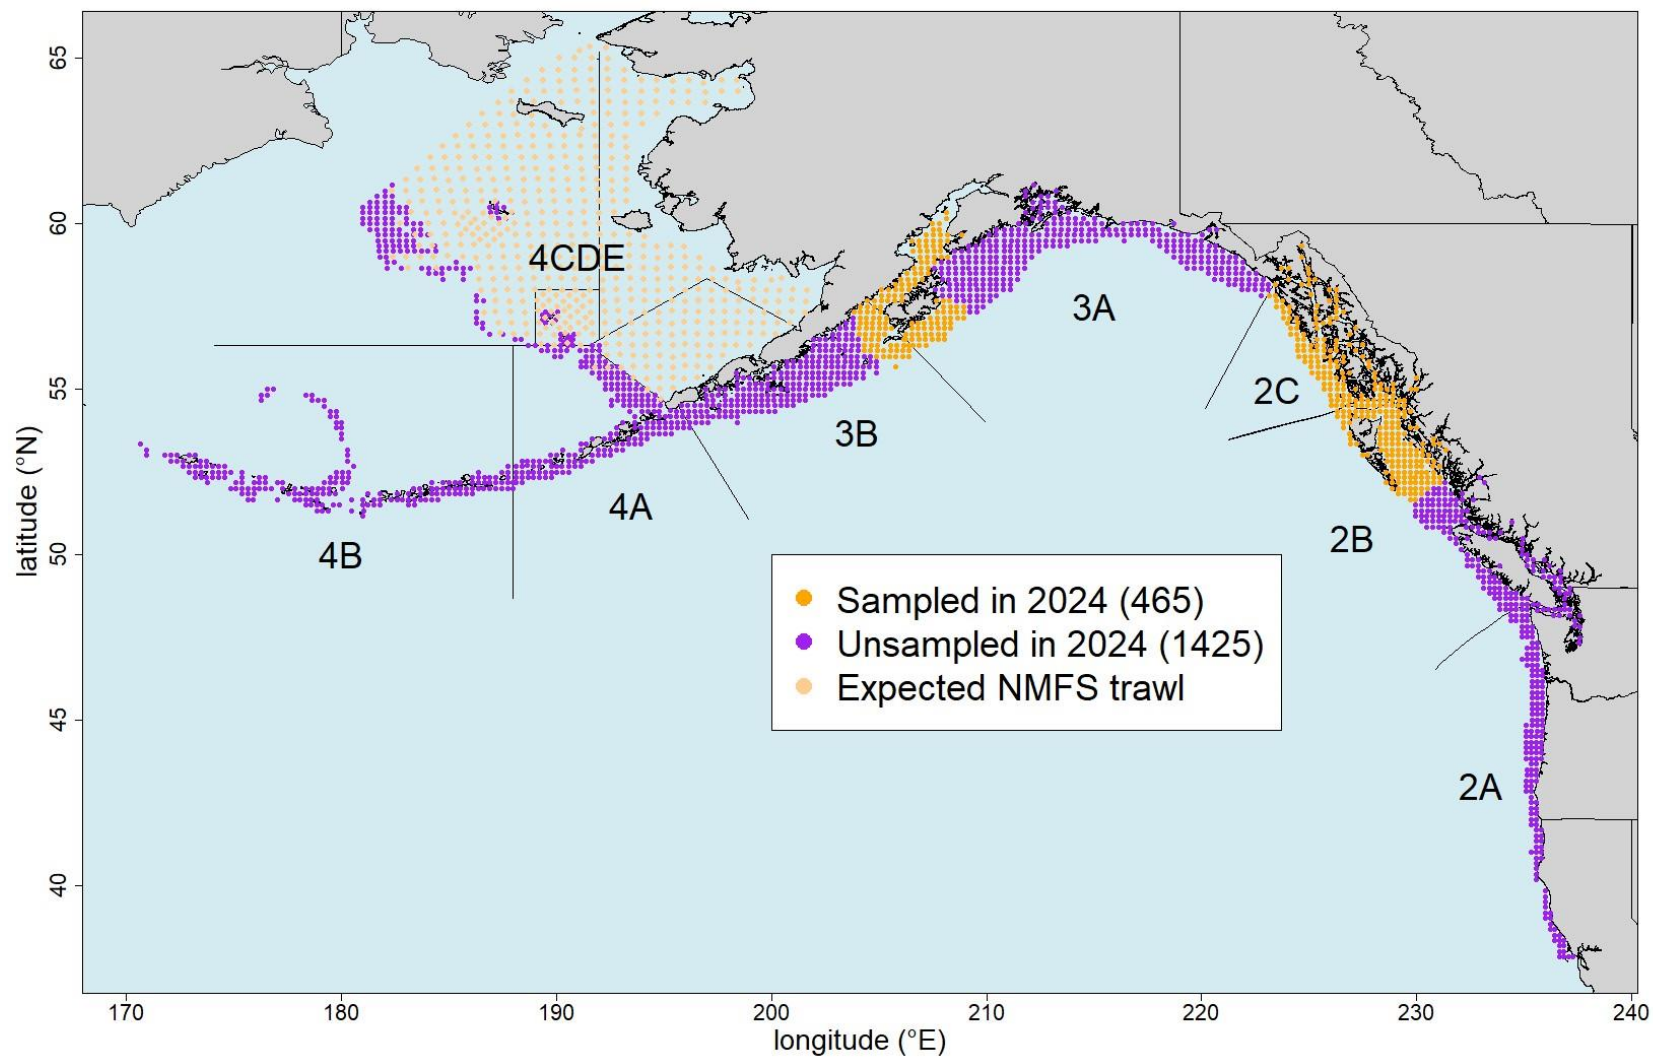 65
60
55
50
45
40
latitude (°N)
4CDE
3A
2C
3B
4A
2B
4B
2A
Sampled in 2024 (465)
Unsampled in 2024 (1425)
Expected NMFS trawl
170
180
190
200
210
220
230
240
longitude (°E)